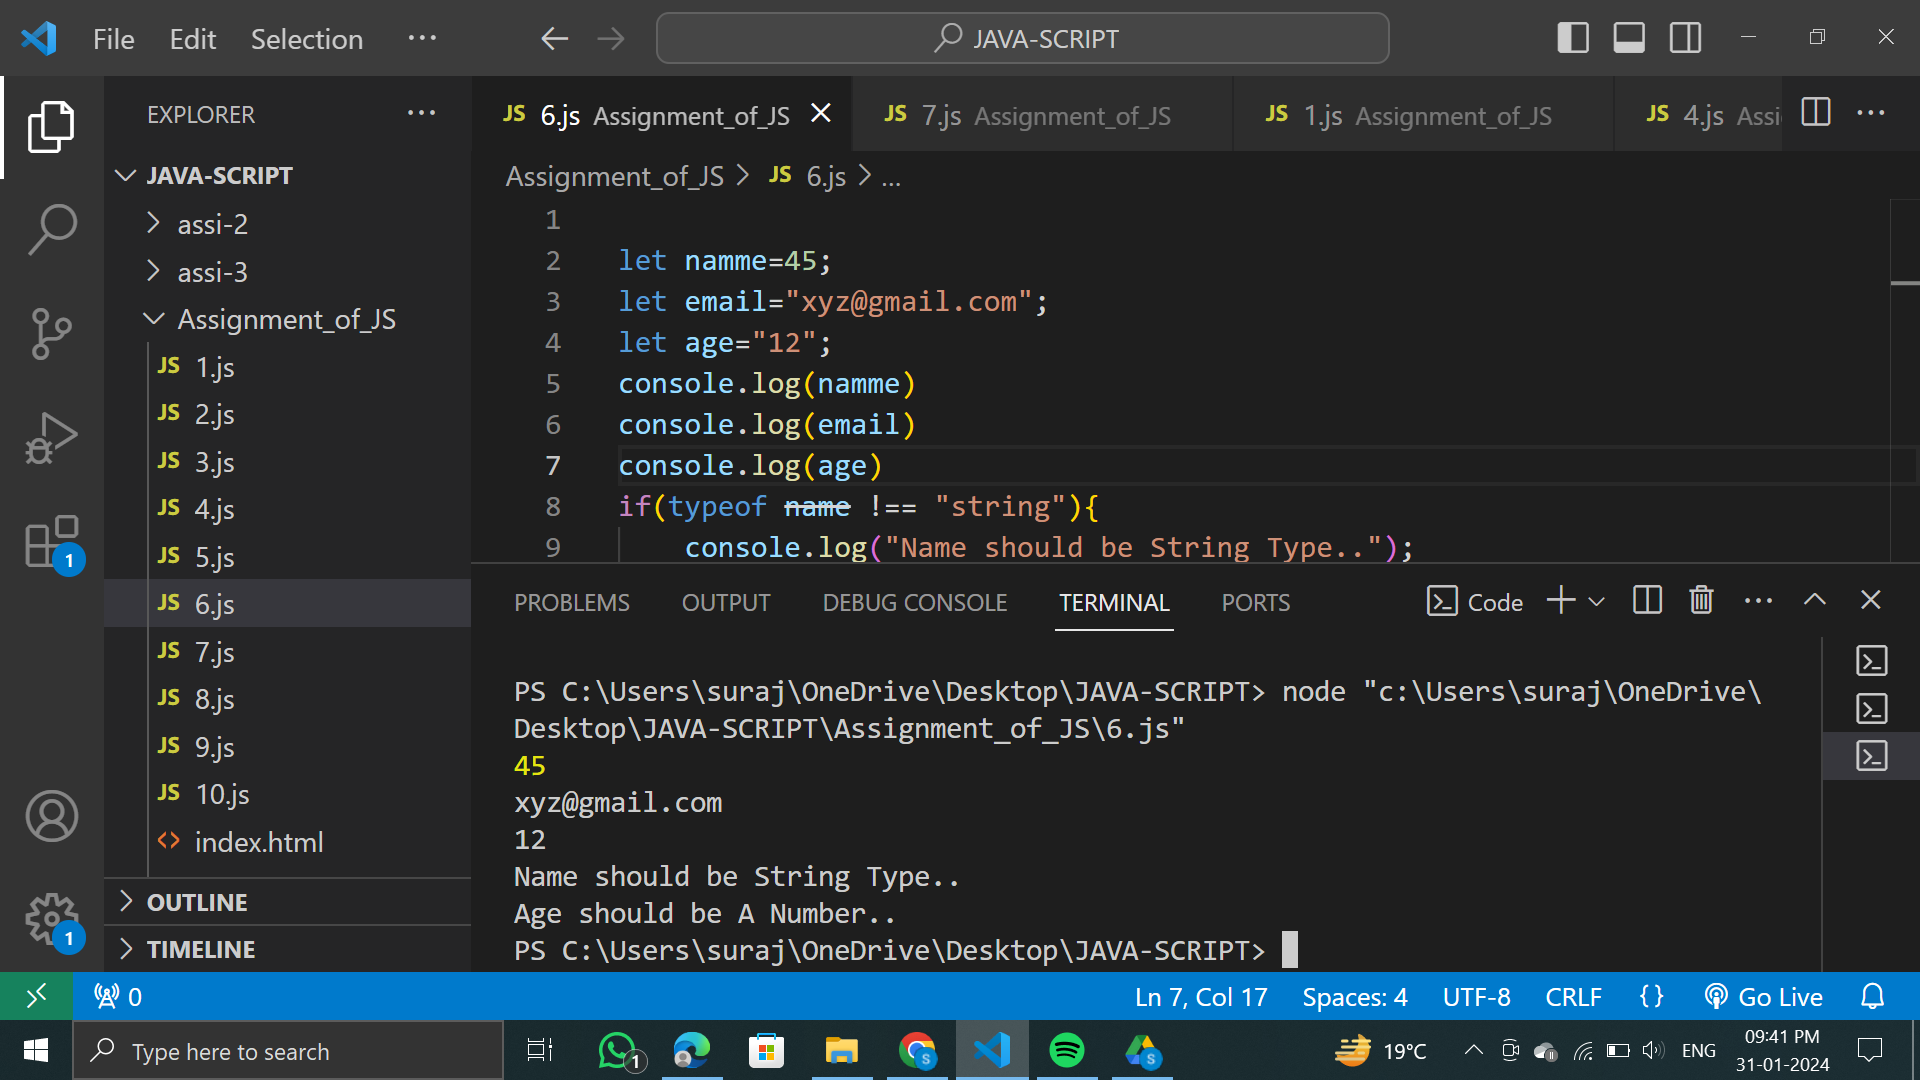 File Edit Selection ··· JAVA-SCRIPT
EXPLORER ···
JAVA-SCRIPT
assi-2
assi-3
Assignment_of_JS
JS 1.js
JS 2.js
JS 3.js
JS 4.js
JS 5.js
JS 6.js
JS 7.js
JS 8.js
JS 9.js
JS 10.js
<> index.html
OUTLINE
TIMELINE
1
1
JS 6.js Assignment_of_JS JS 7.js Assignment_of_JS JS 1.js Assignment_of_JS JS 4.js Assi ···
Assignment_of_JS > JS 6.js > ...
1
2 let namme=45;
3 let email="xyz@gmail.com";
4 let age="12";
5 console.log(namme)
6 console.log(email)
7 console.log(age)
8 if(typeof name !== "string"){
9 console.log("Name should be String Type..");
PROBLEMS OUTPUT DEBUG CONSOLE TERMINAL PORTS Code ···
PS C:\Users\suraj\OneDrive\Desktop\JAVA-SCRIPT> node "c:\Users\suraj\OneDrive\
Desktop\JAVA-SCRIPT\Assignment_of_JS\6.js"
45
xyz@gmail.com
12
Name should be String Type..
Age should be A Number..
PS C:\Users\suraj\OneDrive\Desktop\JAVA-SCRIPT>
0 Ln 7, Col 17 Spaces: 4 UTF-8 CRLF {} Go Live
Type here to search 1 S S 19°C ENG 09:41 PM
31-01-2024